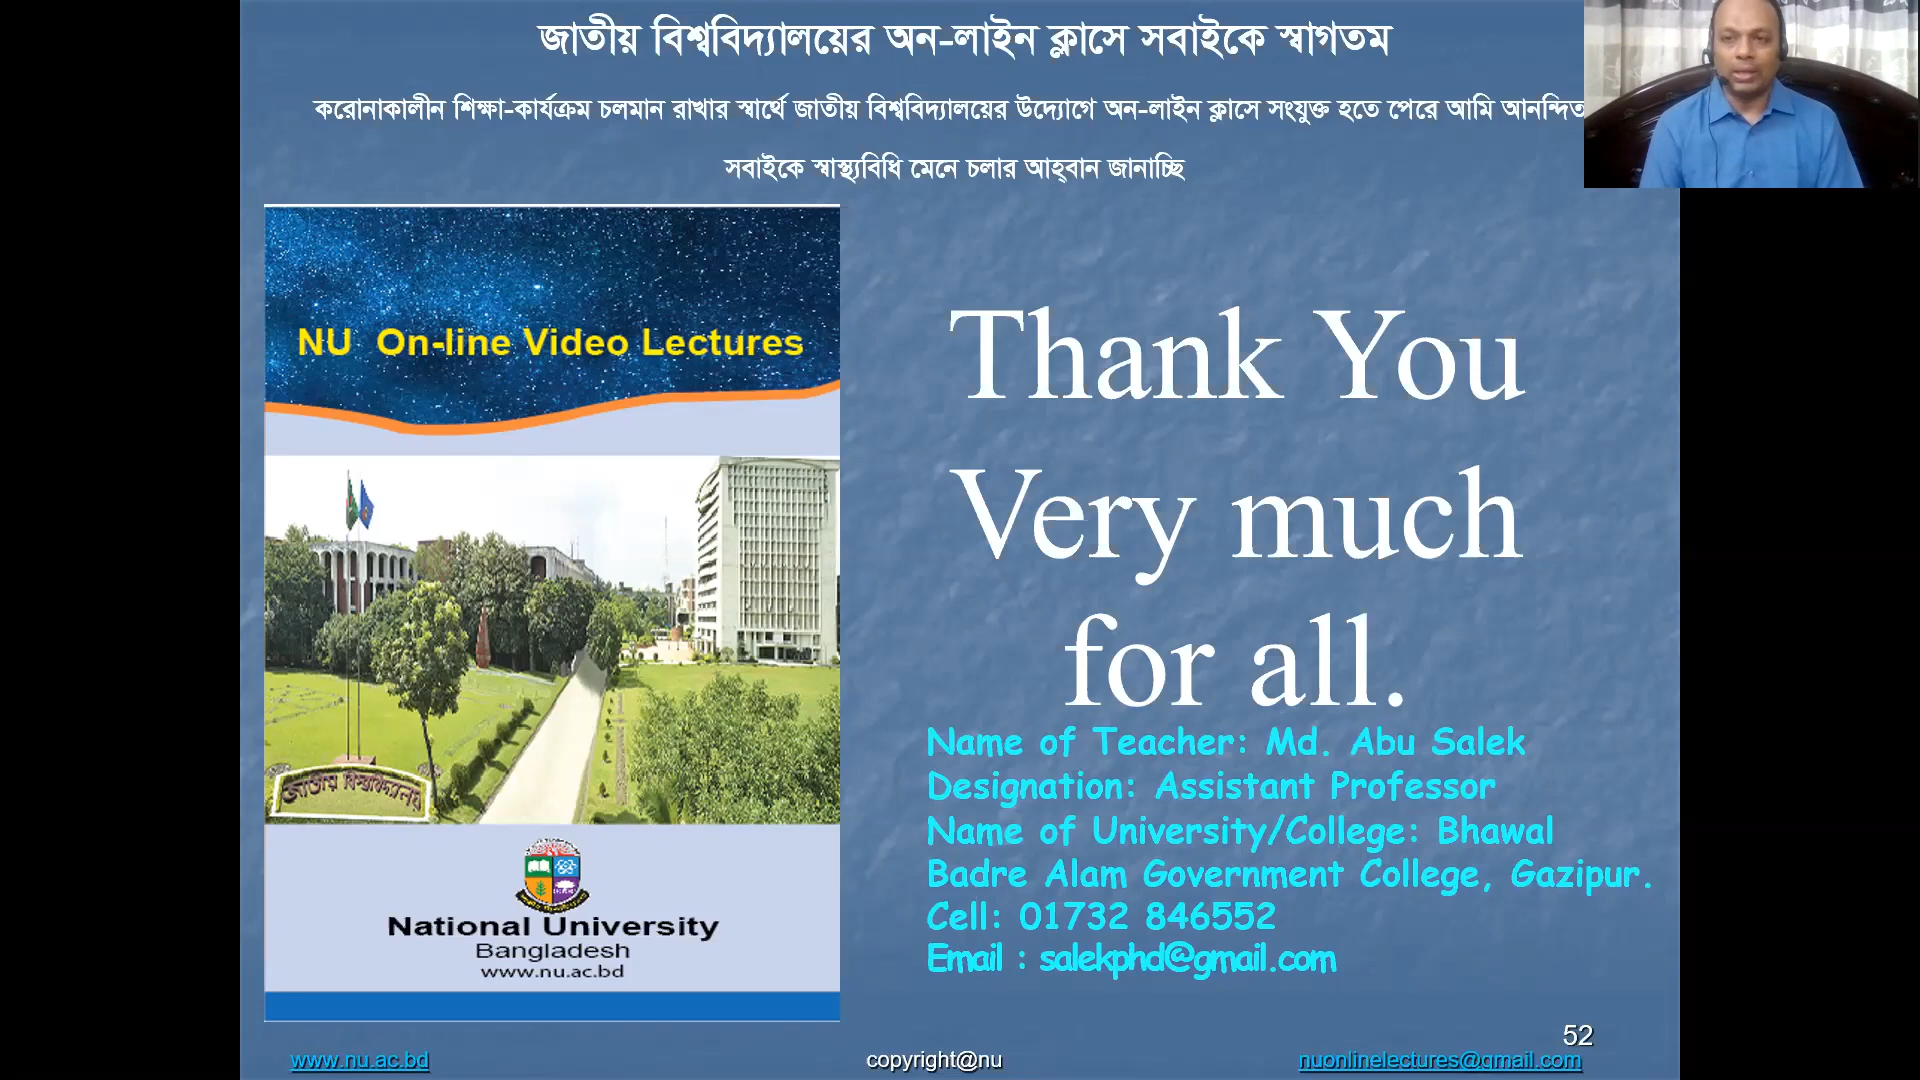 জাতীয় বিশ্ববিদ্যালয়ের অন-লাইন ক্লাসে সবাইকে স্বাগতম
করোনাকালীন শিক্ষা-কার্যক্রম চলমান রাখার স্বার্থে জাতীয় বিশ্ববিদ্যালয়ের উদ্যোগে অন-লাইন ক্লাসে সংযুক্ত হতে পেরে আমি আনন্দিত
সবাইকে স্বাস্থ্যবিধি মেনে চলার আহ্বান জানাচ্ছি
NU On-line Video Lectures
জাতীয় বিশ্ববিদ্যালয়
National University
Bangladesh
www.nu.ac.bd
Thank You
Very much
for all.
Name of Teacher: Md. Abu Salek
Designation: Assistant Professor
Name of University/College: Bhawal
Badre Alam Government College, Gazipur.
Cell: 01732 846552
Email : salekphd@gmail.com
52
www.nu.ac.bd
copyright@nu
nuonlinelectures@gmail.com